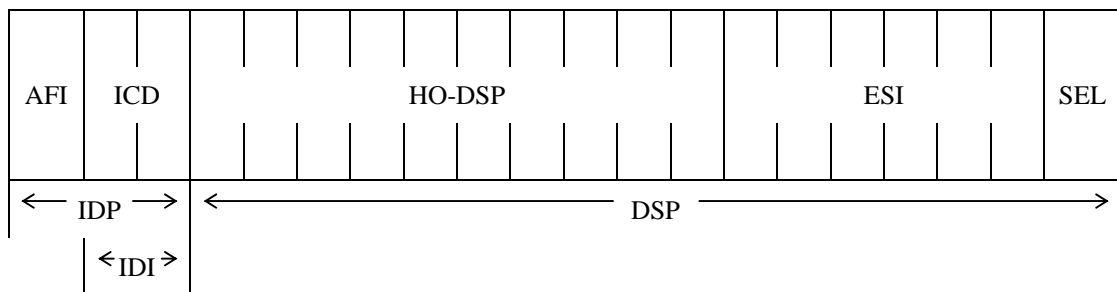 AFI ICD HO-DSP ESI SEL
IDP DSP
IDI